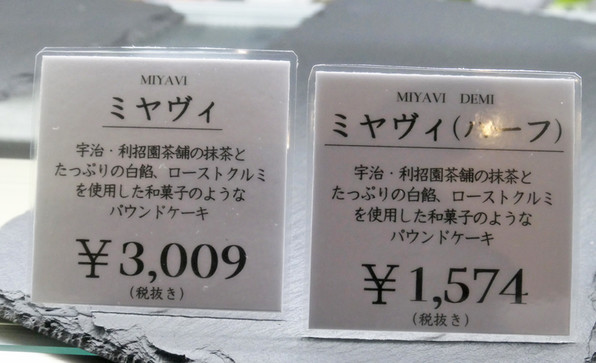 MIYAVI
ミヤヴィ
宇治・利招園茶舗の抹茶と
たっぷりの白餡、ローストクルミ
を使用した和菓子のような
パウンドケーキ
￥3,009
(税抜き)
MIYAVI DEMI
ミヤヴィ(ハーフ)
宇治・利招園茶舗の抹茶と
たっぷりの白餡、ローストクルミ
を使用した和菓子のような
パウンドケーキ
￥1,574
(税抜き)